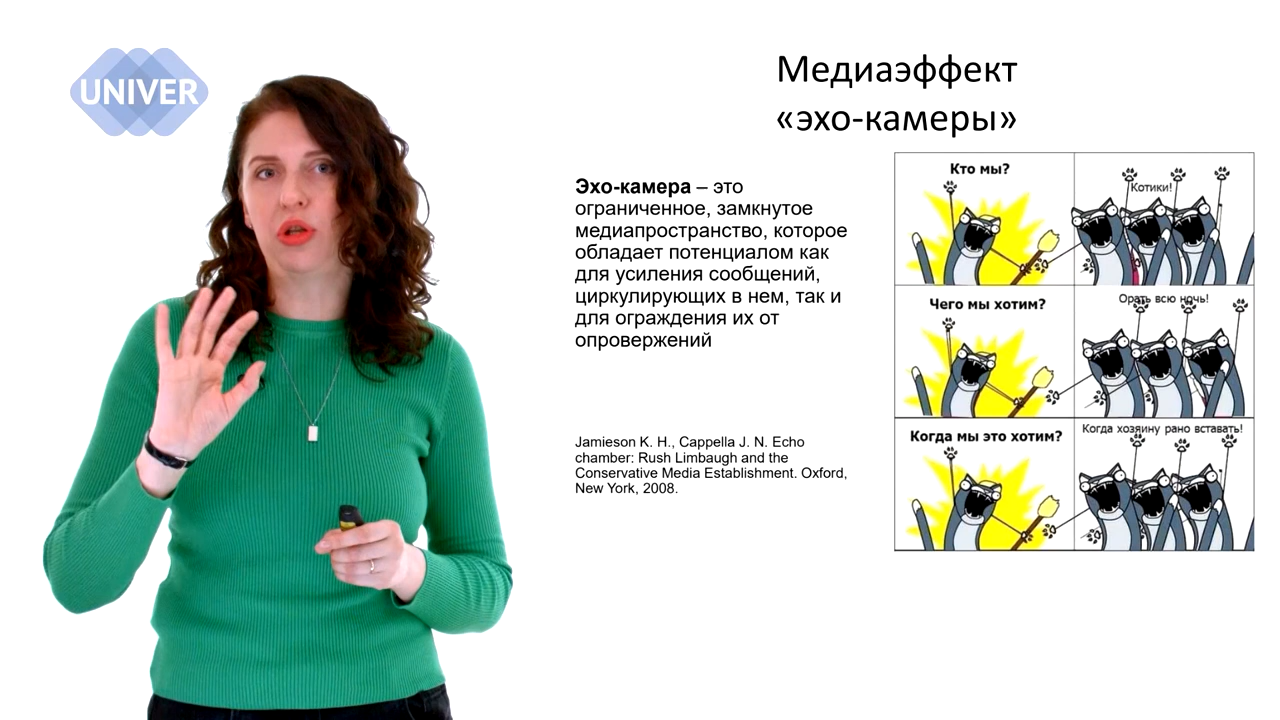 UNIVER
Медиаэффект
«эхо-камеры»
Эхо-камера – это
ограниченное, замкнутое
медиапространство, которое
обладает потенциалом как
для усиления сообщений,
циркулирующих в нем, так и
для ограждения их от
опровержений
Jamieson K. H., Cappella J. N. Echo
chamber: Rush Limbaugh and the
Conservative Media Establishment. Oxford,
New York, 2008.
Кто мы?
Котики!
Чего мы хотим?
Орать всю ночь!
Когда мы это хотим?
Когда хозяину рано вставать!